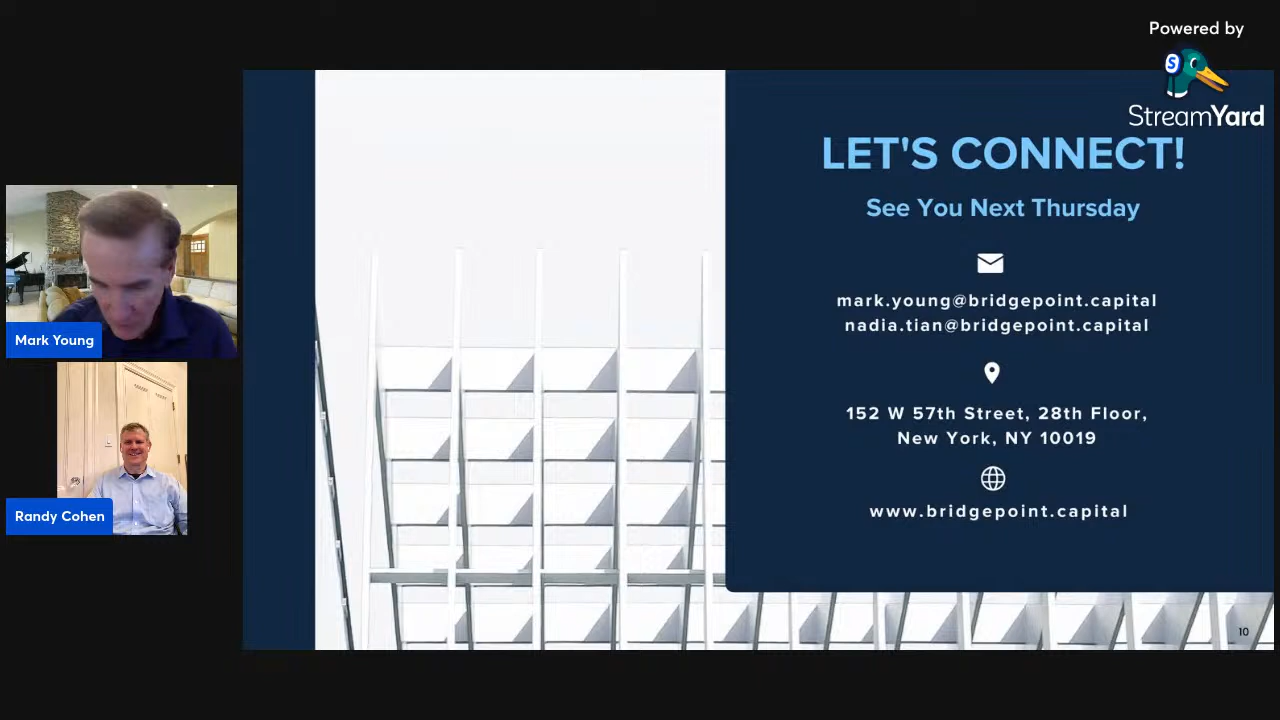 Powered by
S
StreamYard
LET'S CONNECT!
See You Next Thursday
mark.young@bridgepoint.capital
nadia.tian@bridgepoint.capital
152 W 57th Street, 28th Floor,
New York, NY 10019
www.bridgepoint.capital
10
Mark Young
Randy Cohen